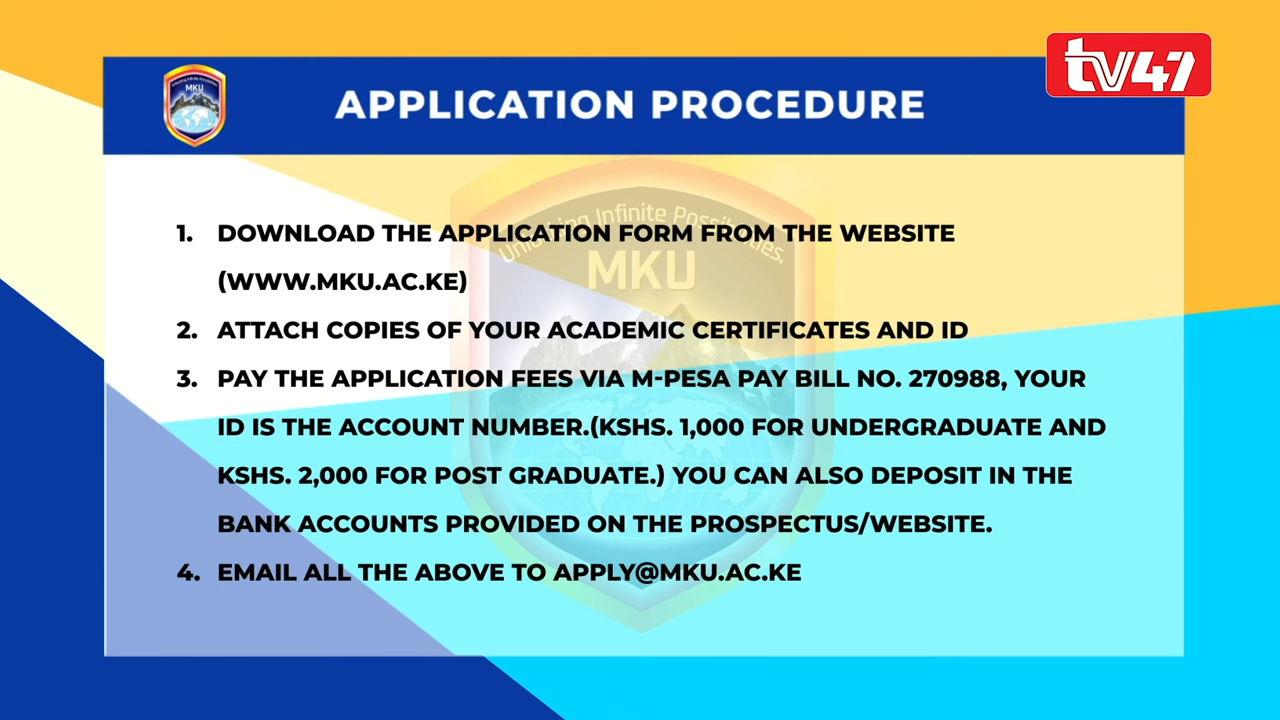 tv47
MKU
APPLICATION PROCEDURE
Unlocking Infinite Possibilities,
MKU
1. DOWNLOAD THE APPLICATION FORM FROM THE WEBSITE
(WWW.MKU.AC.KE)
2. ATTACH COPIES OF YOUR ACADEMIC CERTIFICATES AND ID
3. PAY THE APPLICATION FEES VIA M-PESA PAY BILL NO. 270988, YOUR
ID IS THE ACCOUNT NUMBER.(KSHS. 1,000 FOR UNDERGRADUATE AND
KSHS. 2,000 FOR POST GRADUATE.) YOU CAN ALSO DEPOSIT IN THE
BANK ACCOUNTS PROVIDED ON THE PROSPECTUS/WEBSITE.
4. EMAIL ALL THE ABOVE TO APPLY@MKU.AC.KE